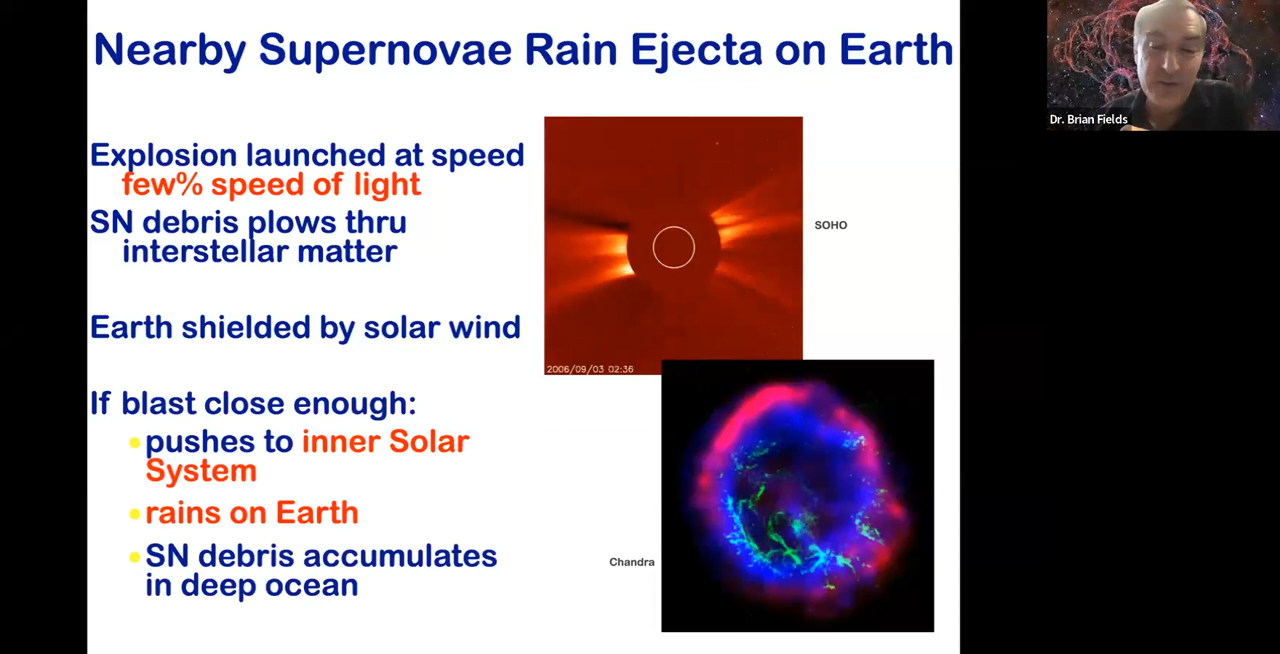 Nearby Supernovae Rain Ejecta on Earth
Dr. Brian Fields
Explosion launched at speed
few% speed of light
SN debris plows thru
interstellar matter
SOHO
Earth shielded by solar wind
2006/09/03 02:36
If blast close enough:
•pushes to inner Solar
System
•rains on Earth
•SN debris accumulates
in deep ocean
Chandra